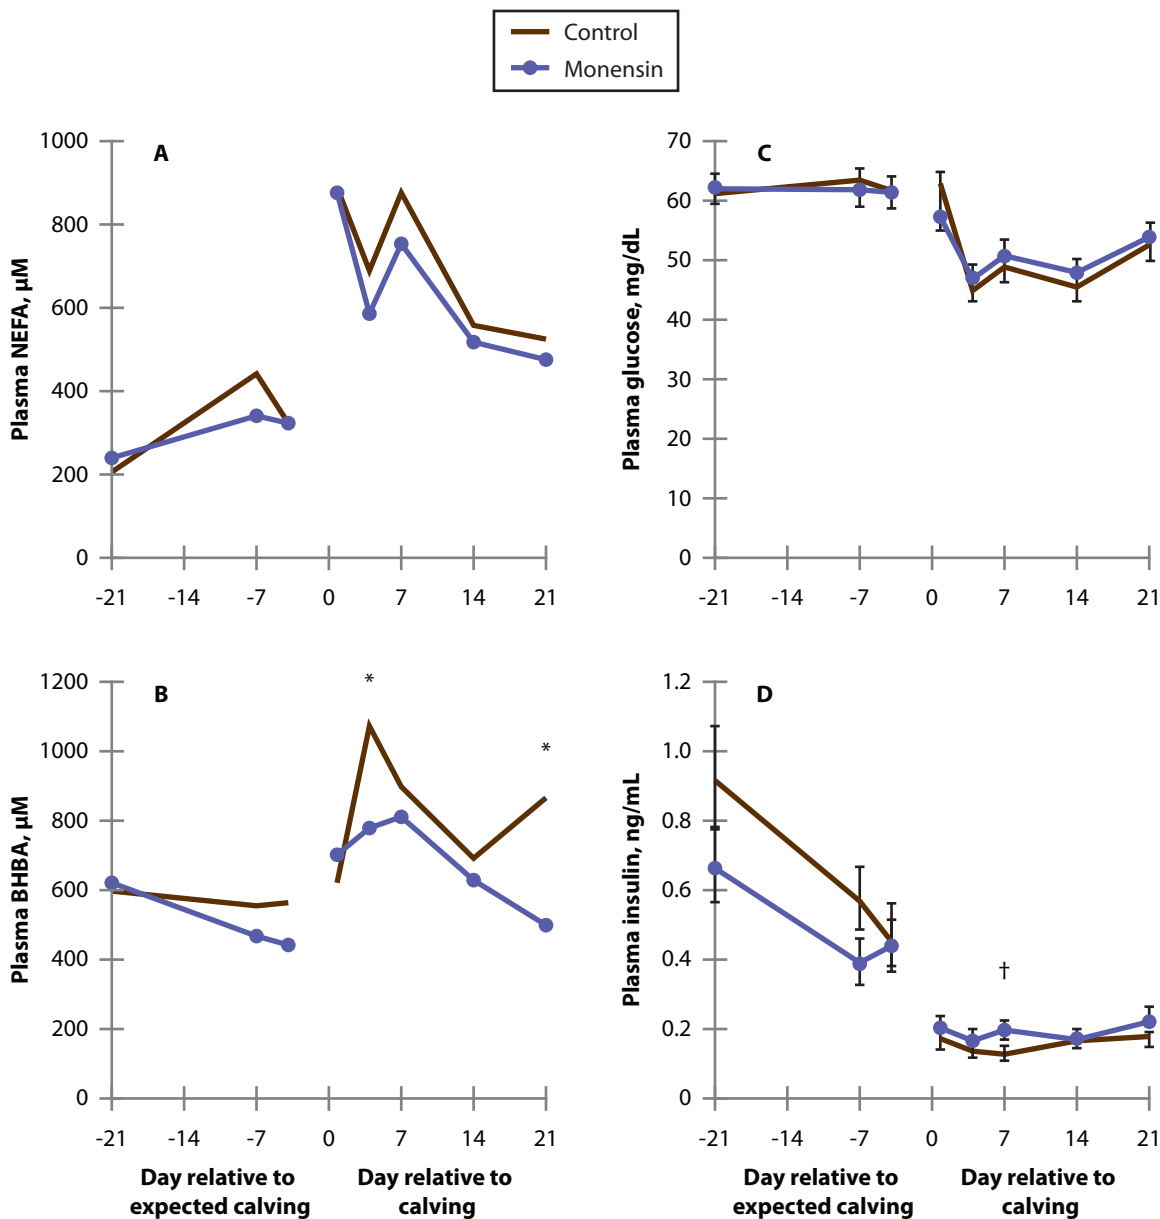 Control
Monensin
A
Plasma NEFA, µM
1000
800
600
400
200
0
-21 -14 -7 0 7 14 21
C
Plasma glucose, mg/dL
70
60
50
40
30
20
10
0
-21 -14 -7 0 7 14 21
B
Plasma BHBA, µM
1200
1000
800
600
400
200
0
*
*
-21 -14 -7 0 7 14 21
Day relative to
expected calving
Day relative to
calving
D
Plasma insulin, ng/mL
1.2
1.0
0.8
0.6
0.4
0.2
0
†
-21 -14 -7 0 7 14 21
Day relative to
expected calving
Day relative to
calving